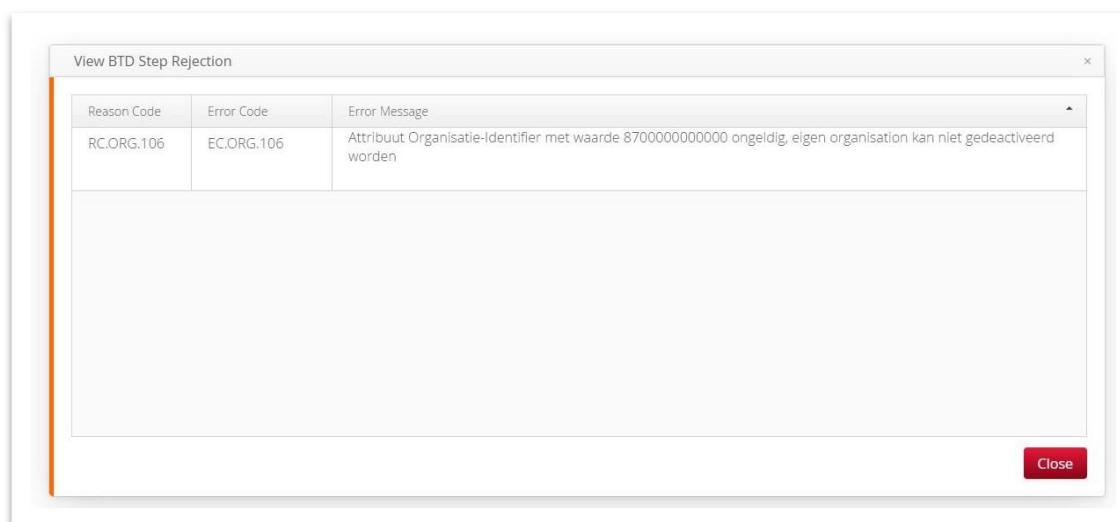 View BTD Step Rejection
×
Reason Code Error Code Error Message
RC.ORG.106 EC.ORG.106 Attribuut Organisatie-Identifier met waarde 8700000000000 ongeldig, eigen organisation kan niet gedeactiveerd
worden
Close